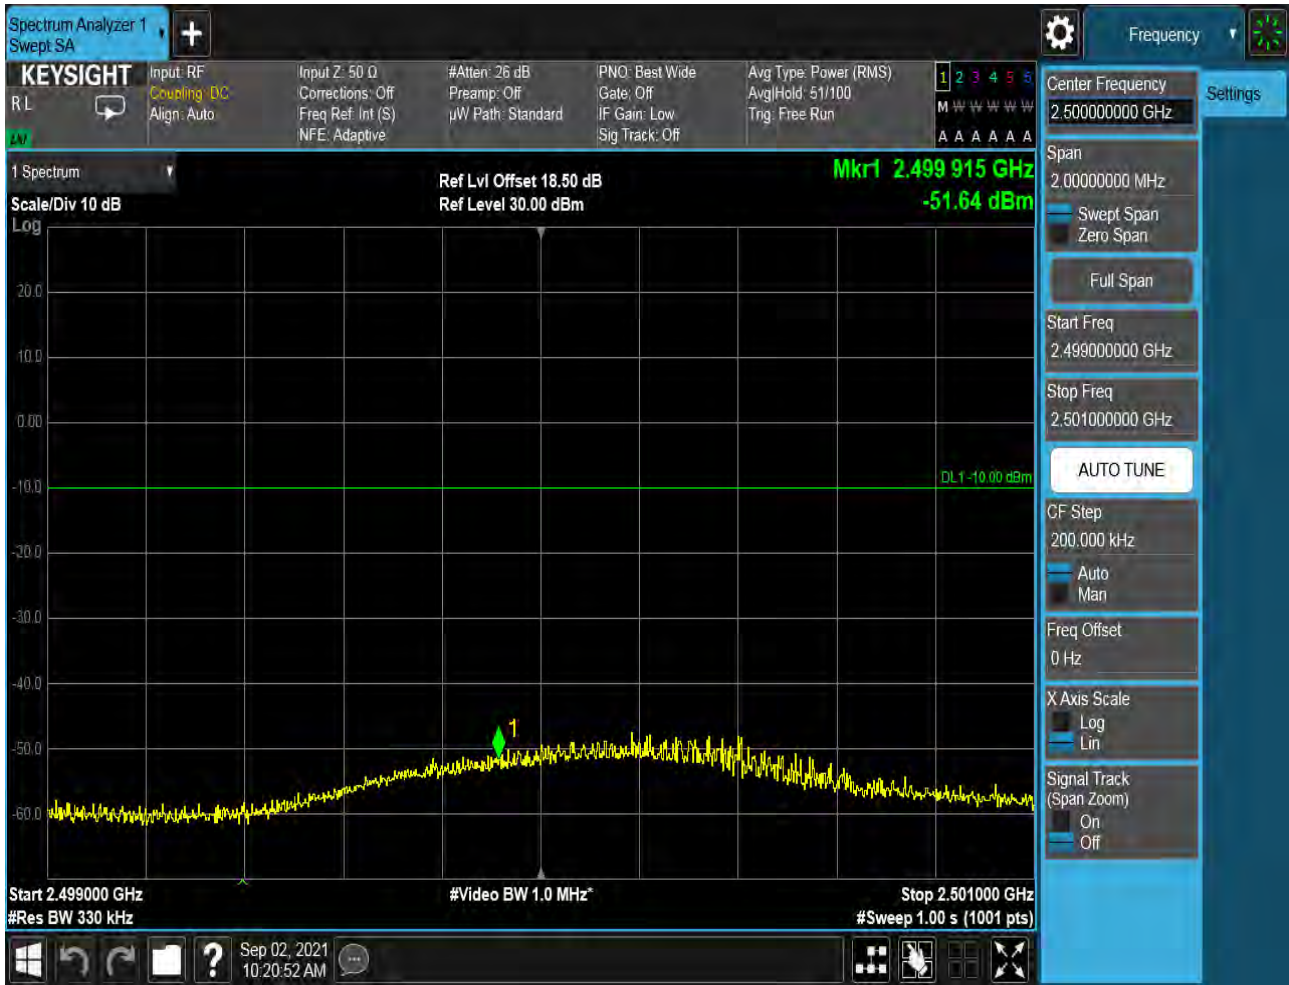 Spectrum Analyzer 1
Swept SA
+
Frequency
KEYSIGHT
R L
LXI
Input: RF
Coupling: DC
Align: Auto
Input Z: 50 Ω
Corrections: Off
Freq Ref: Int (S)
NFE: Adaptive
#Atten: 26 dB
Preamp: Off
µW Path: Standard
PNO: Best Wide
Gate: Off
IF Gain: Low
Sig Track: Off
Avg Type: Power (RMS)
Avg|Hold: 51/100
Trig: Free Run
1 2 3 4 5 6
M W W W W W
A A A A A A
1 Spectrum
Scale/Div 10 dB
Log
Ref Lvl Offset 18.50 dB
Ref Level 30.00 dBm
Mkr1 2.499 915 GHz
-51.64 dBm
20.0
10.0
0.00
-10.0
-20.0
-30.0
-40.0
-50.0
-60.0
DL1 -10.00 dBm
1
Start 2.499000 GHz
#Res BW 330 kHz
#Video BW 1.0 MHz*
Stop 2.501000 GHz
#Sweep 1.00 s (1001 pts)
?
Sep 02, 2021
10:20:52 AM
Center Frequency
2.500000000 GHz
Settings
Span
2.00000000 MHz
Swept Span
Zero Span
Full Span
Start Freq
2.499000000 GHz
Stop Freq
2.501000000 GHz
AUTO TUNE
CF Step
200.000 kHz
Auto
Man
Freq Offset
0 Hz
X Axis Scale
Log
Lin
Signal Track
(Span Zoom)
On
Off